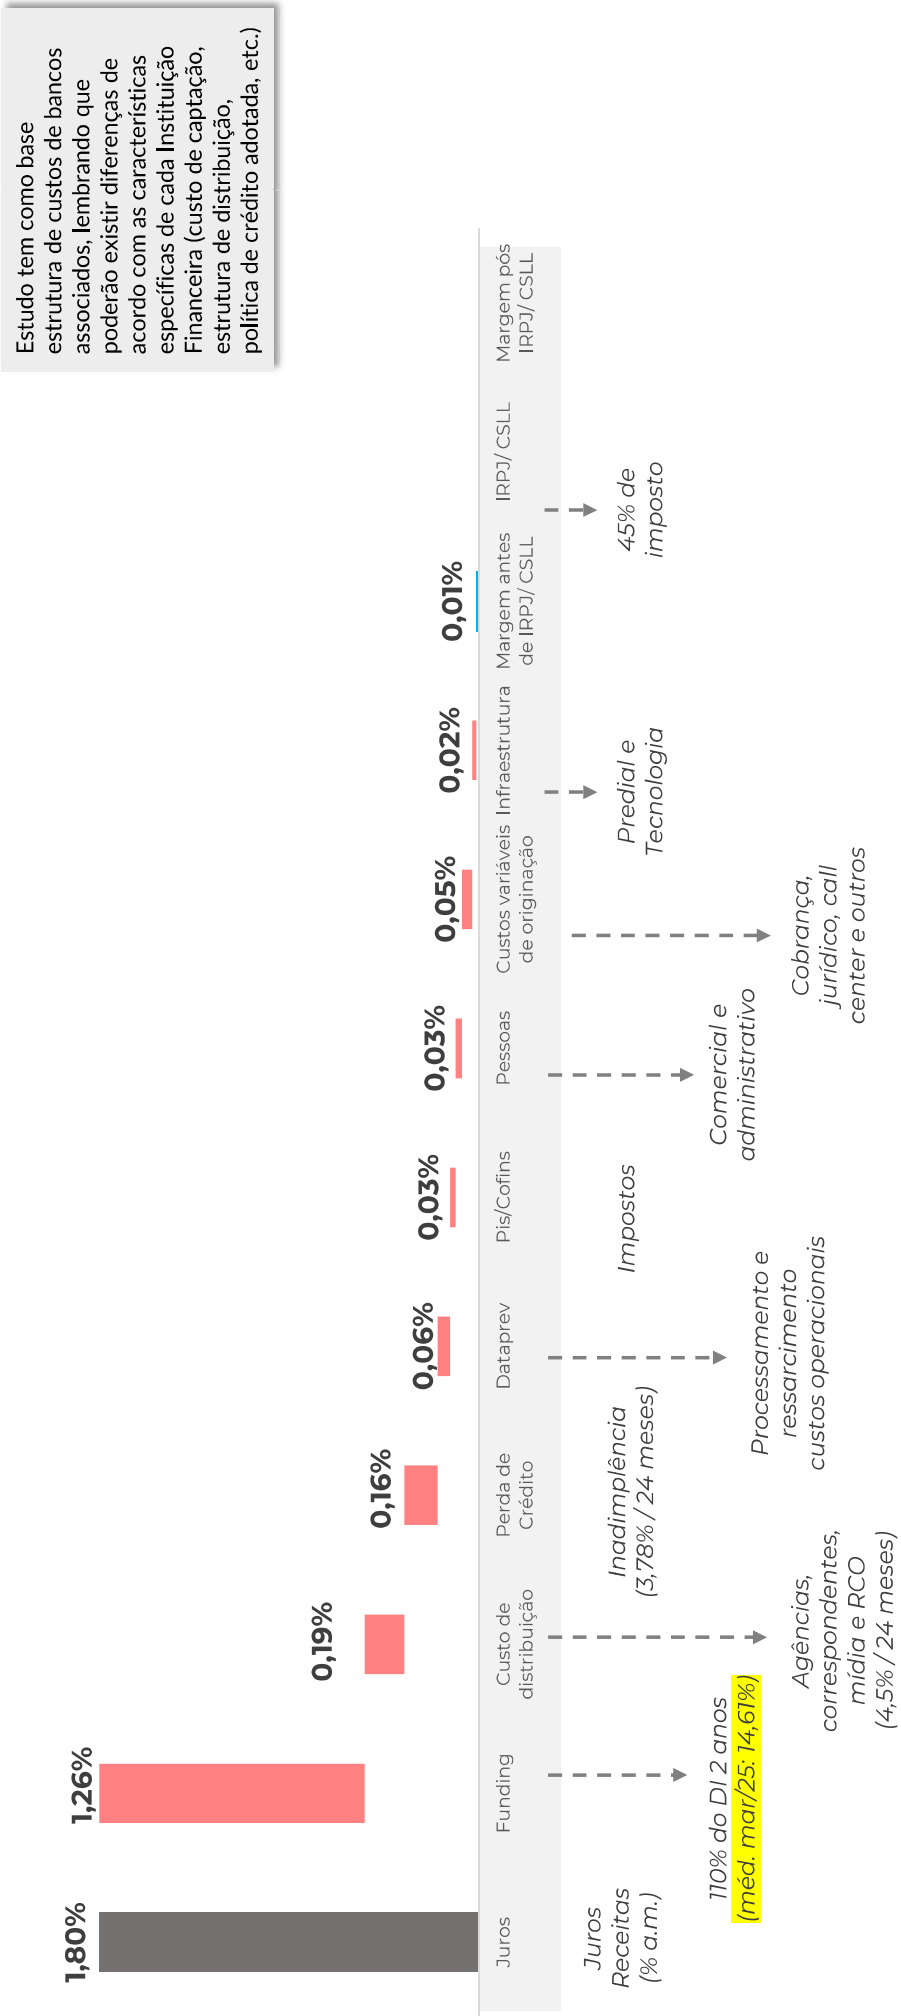 Estudo tem como base
estrutura de custos de bancos
associados, lembrando que
poderão existir diferenças de
acordo com as características
específicas de cada Instituição
Financeira (custo de captação,
estrutura de distribuição,
política de crédito adotada, etc.)
1,80%
1,26%
0,19%
0,16%
0,06%
0,03%
0,03%
0,05%
0,02%
0,01%
Juros
Funding
Custo de
distribuição
Perda de
Crédito
Dataprev
Pis/Cofins
Pessoas
Custos variáveis
de originação
Infraestrutura
Margem antes
de IRPJ/ CSLL
IRPJ/ CSLL
Margem pós
IRPJ/ CSLL
Juros
Receitas
(% a.m.)
110% do DI 2 anos
(méd. mar/25: 14,61%)
Agências,
correspondentes,
mídia e RCO
(4,5% / 24 meses)
Inadimplência
(3,78% / 24 meses)
Processamento e
ressarcimento
custos operacionais
Impostos
Comercial e
administrativo
Cobrança,
jurídico, call
center e outros
Predial e
Tecnologia
45% de
imposto